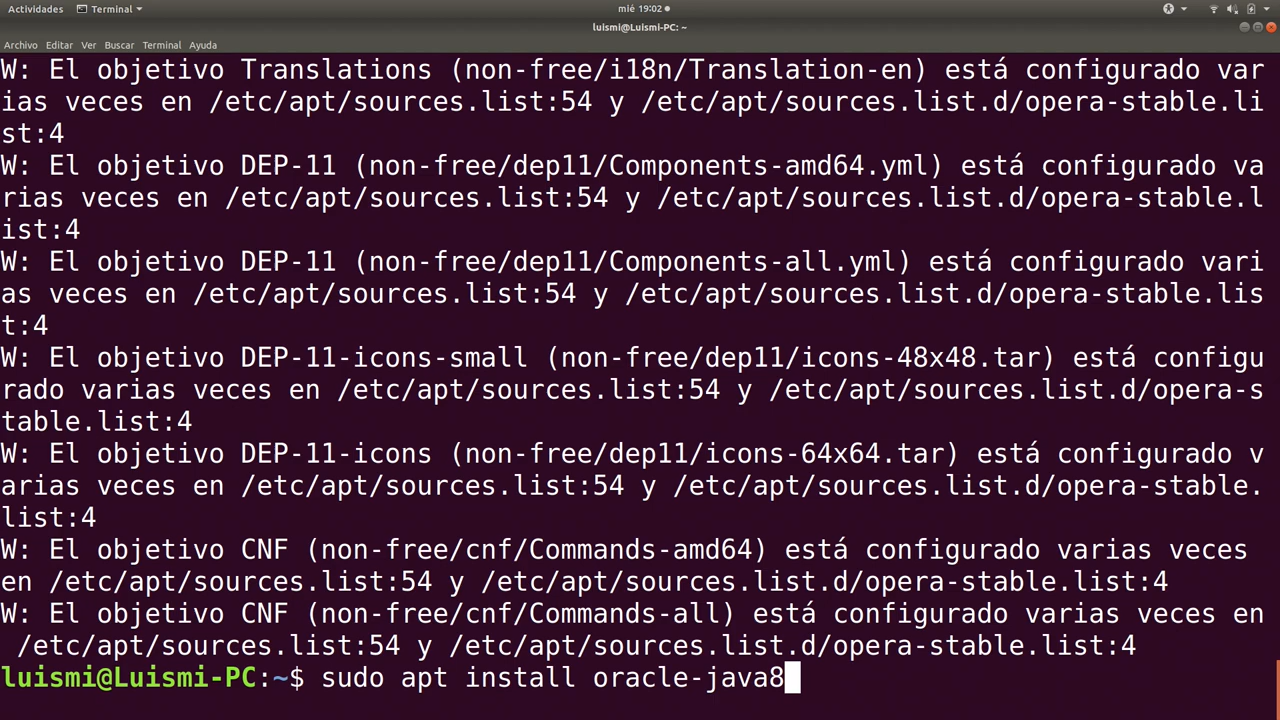 Actividades Terminal mié 19:02
luismi@Luismi-PC: ~
Archivo Editar Ver Buscar Terminal Ayuda
W: El objetivo Translations (non-free/i18n/Translation-en) está configurado var
ias veces en /etc/apt/sources.list:54 y /etc/apt/sources.list.d/opera-stable.li
st:4
W: El objetivo DEP-11 (non-free/dep11/Components-amd64.yml) está configurado va
rias veces en /etc/apt/sources.list:54 y /etc/apt/sources.list.d/opera-stable.l
ist:4
W: El objetivo DEP-11 (non-free/dep11/Components-all.yml) está configurado vari
as veces en /etc/apt/sources.list:54 y /etc/apt/sources.list.d/opera-stable.lis
t:4
W: El objetivo DEP-11-icons-small (non-free/dep11/icons-48x48.tar) está configu
rado varias veces en /etc/apt/sources.list:54 y /etc/apt/sources.list.d/opera-s
table.list:4
W: El objetivo DEP-11-icons (non-free/dep11/icons-64x64.tar) está configurado v
arias veces en /etc/apt/sources.list:54 y /etc/apt/sources.list.d/opera-stable.
list:4
W: El objetivo CNF (non-free/cnf/Commands-amd64) está configurado varias veces
en /etc/apt/sources.list:54 y /etc/apt/sources.list.d/opera-stable.list:4
W: El objetivo CNF (non-free/cnf/Commands-all) está configurado varias veces en
/etc/apt/sources.list:54 y /etc/apt/sources.list.d/opera-stable.list:4
luismi@Luismi-PC:~$ sudo apt install oracle-java8